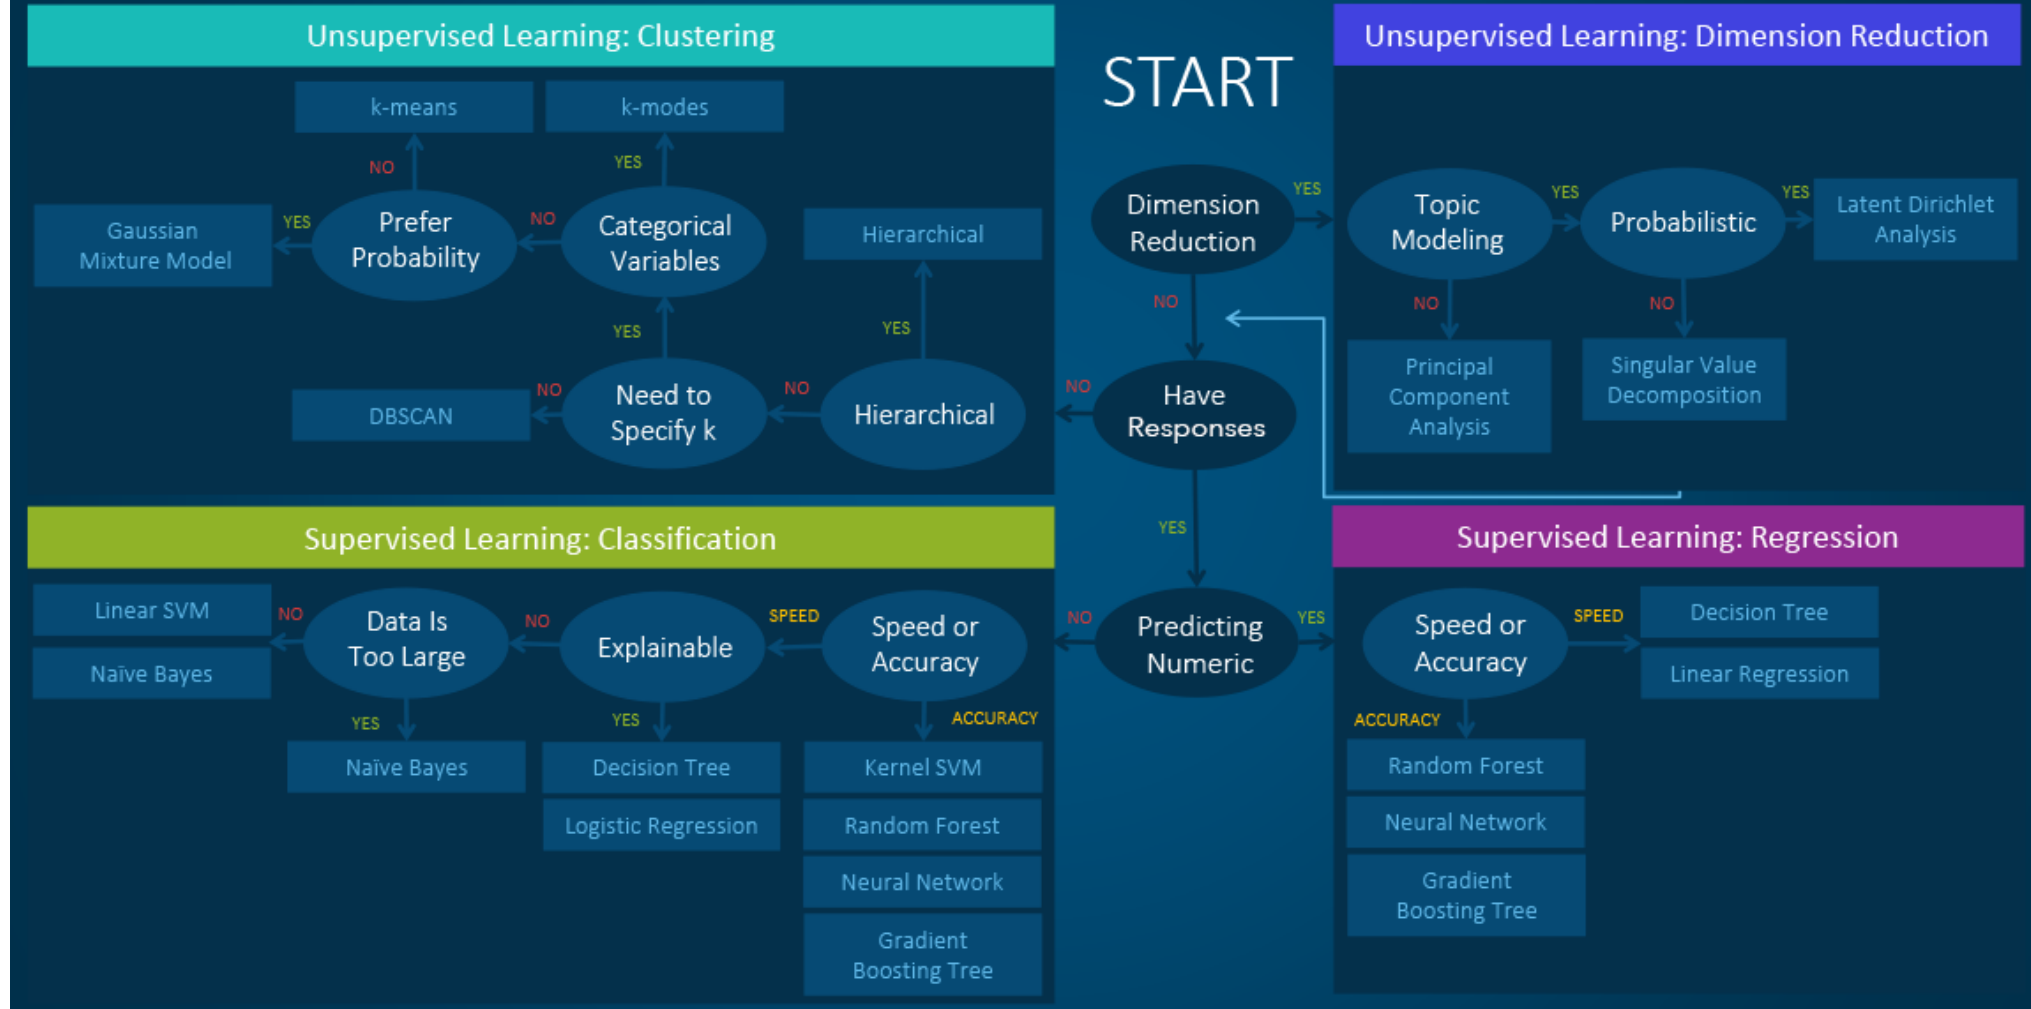 Unsupervised Learning: Clustering
k-means
k-modes
NO
YES
Gaussian
Mixture Model
YES
Prefer
Probability
NO
Categorical
Variables
Hierarchical
YES
YES
DBSCAN
NO
Need to
Specify k
NO
Hierarchical
START
Dimension
Reduction
YES
NO
Have
Responses
NO
YES
Predicting
Numeric
NO
YES
Unsupervised Learning: Dimension Reduction
Topic
Modeling
YES
Probabilistic
YES
Latent Dirichlet
Analysis
NO
NO
Principal
Component
Analysis
Singular Value
Decomposition
Supervised Learning: Classification
Linear SVM
Naïve Bayes
NO
Data Is
Too Large
NO
Explainable
SPEED
Speed or
Accuracy
YES
YES
ACCURACY
Naïve Bayes
Decision Tree
Logistic Regression
Kernel SVM
Random Forest
Neural Network
Gradient
Boosting Tree
Supervised Learning: Regression
Speed or
Accuracy
SPEED
Decision Tree
Linear Regression
ACCURACY
Random Forest
Neural Network
Gradient
Boosting Tree